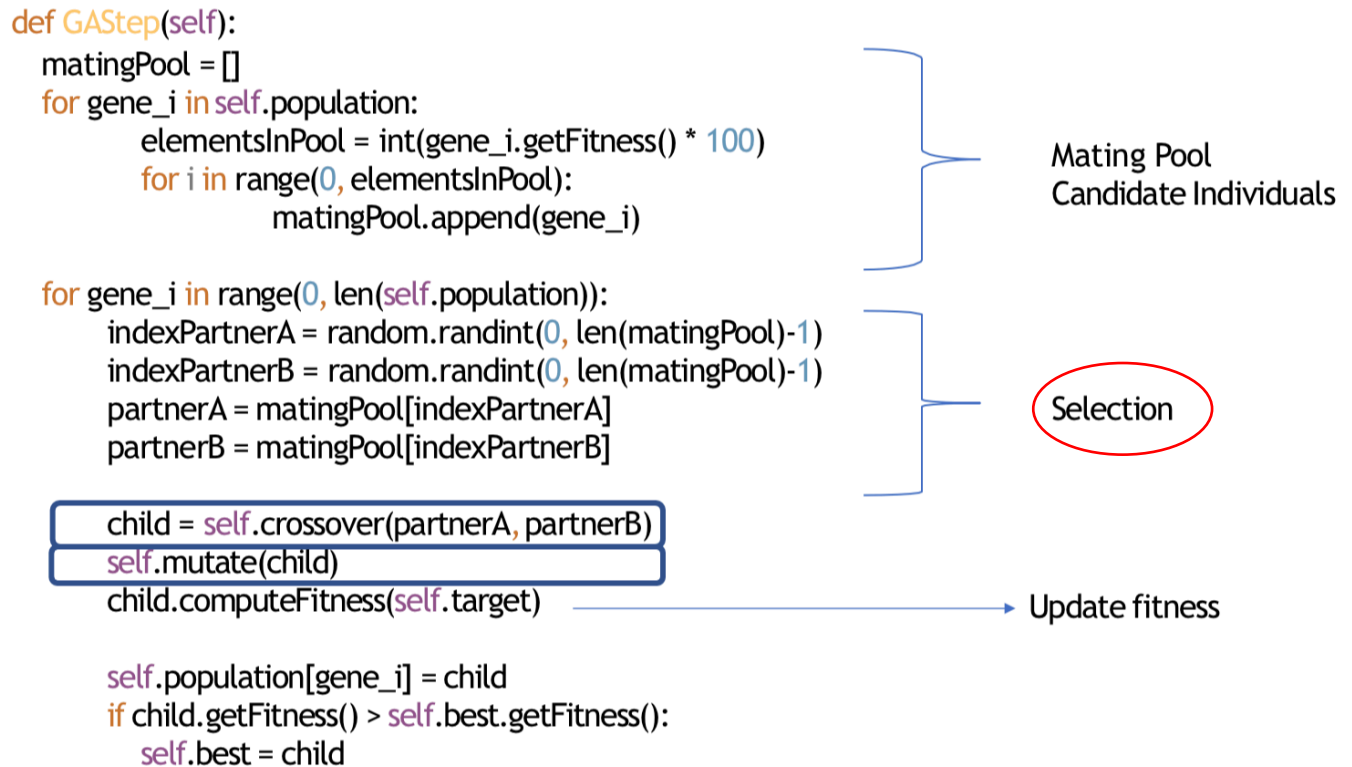 def GAStep(self):
matingPool = []
for gene_i in self.population:
elementsInPool = int(gene_i.getFitness() * 100)
for i in range(0, elementsInPool):
matingPool.append(gene_i)
Mating Pool
Candidate Individuals
for gene_i in range(0, len(self.population)):
indexPartnerA = random.randint(0, len(matingPool)-1)
indexPartnerB = random.randint(0, len(matingPool)-1)
partnerA = matingPool[indexPartnerA]
partnerB = matingPool[indexPartnerB]
Selection
child = self.crossover(partnerA, partnerB)
self.mutate(child)
child.computeFitness(self.target)
Update fitness
self.population[gene_i] = child
if child.getFitness() > self.best.getFitness():
self.best = child